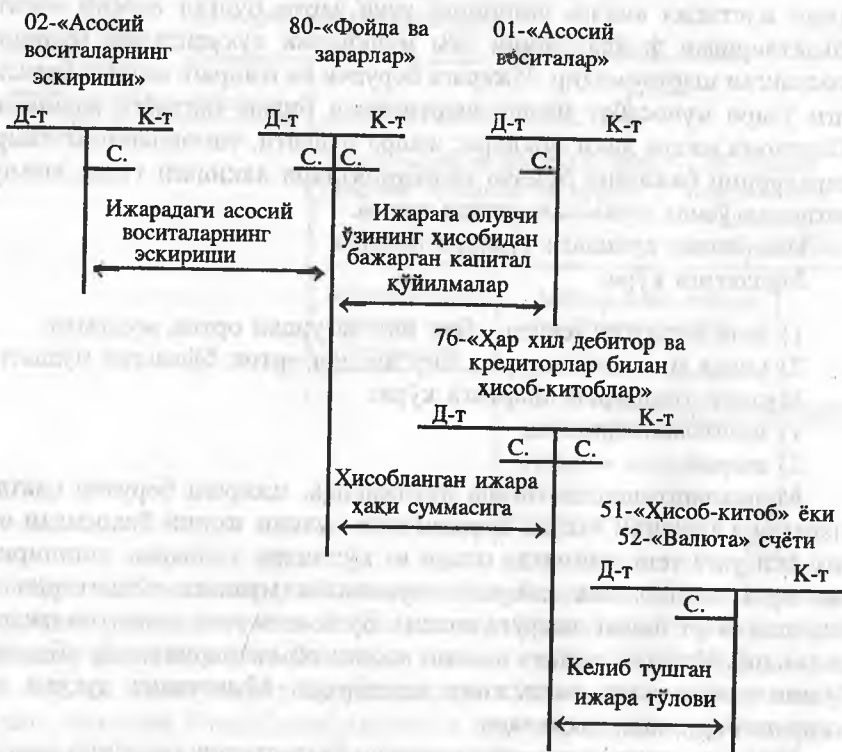 02-«Асосий
воситаларнинг
эскириши»
Д-т К-т
С.
80-«Фойда ва
зарарлар»
Д-т К-т
С. С.
01-«Асосий
воситалар»
Д-т К-т
С.
Ижарадаги асосий
воситаларнинг
эскириши
Ижарага олувчи
ўзининг ҳисобидан
бажарган капитал
қўйилмалар
76-«Ҳар хил дебитор ва
кредиторлар билан
ҳисоб-китоблар»
Д-т К-т
С. С.
Ҳисобланган ижара
ҳақи суммасига
51-«Ҳисоб-китоб» ёки
52-«Валюта» счёти
Д-т К-т
С.
Келиб тушган
ижара тўлови